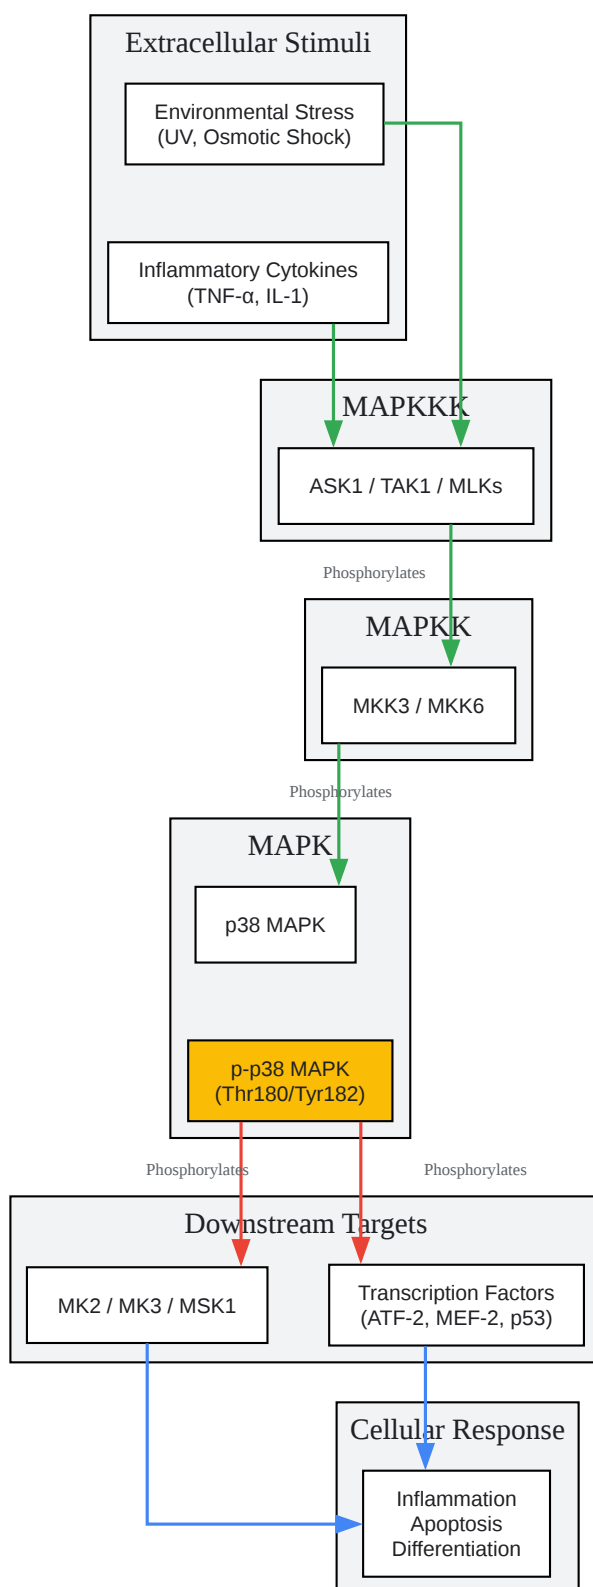 Extracellular Stimuli
Environmental Stress
(UV, Osmotic Shock)
Inflammatory Cytokines
(TNF-α, IL-1)
MAPKKK
ASK1 / TAK1 / MLKs
Phosphorylates
MAPKK
MKK3 / MKK6
Phosphorylates
MAPK
p38 MAPK
p-p38 MAPK
(Thr180/Tyr182)
Phosphorylates
Phosphorylates
Downstream Targets
MK2 / MK3 / MSK1
Transcription Factors
(ATF-2, MEF-2, p53)
Cellular Response
Inflammation
Apoptosis
Differentiation